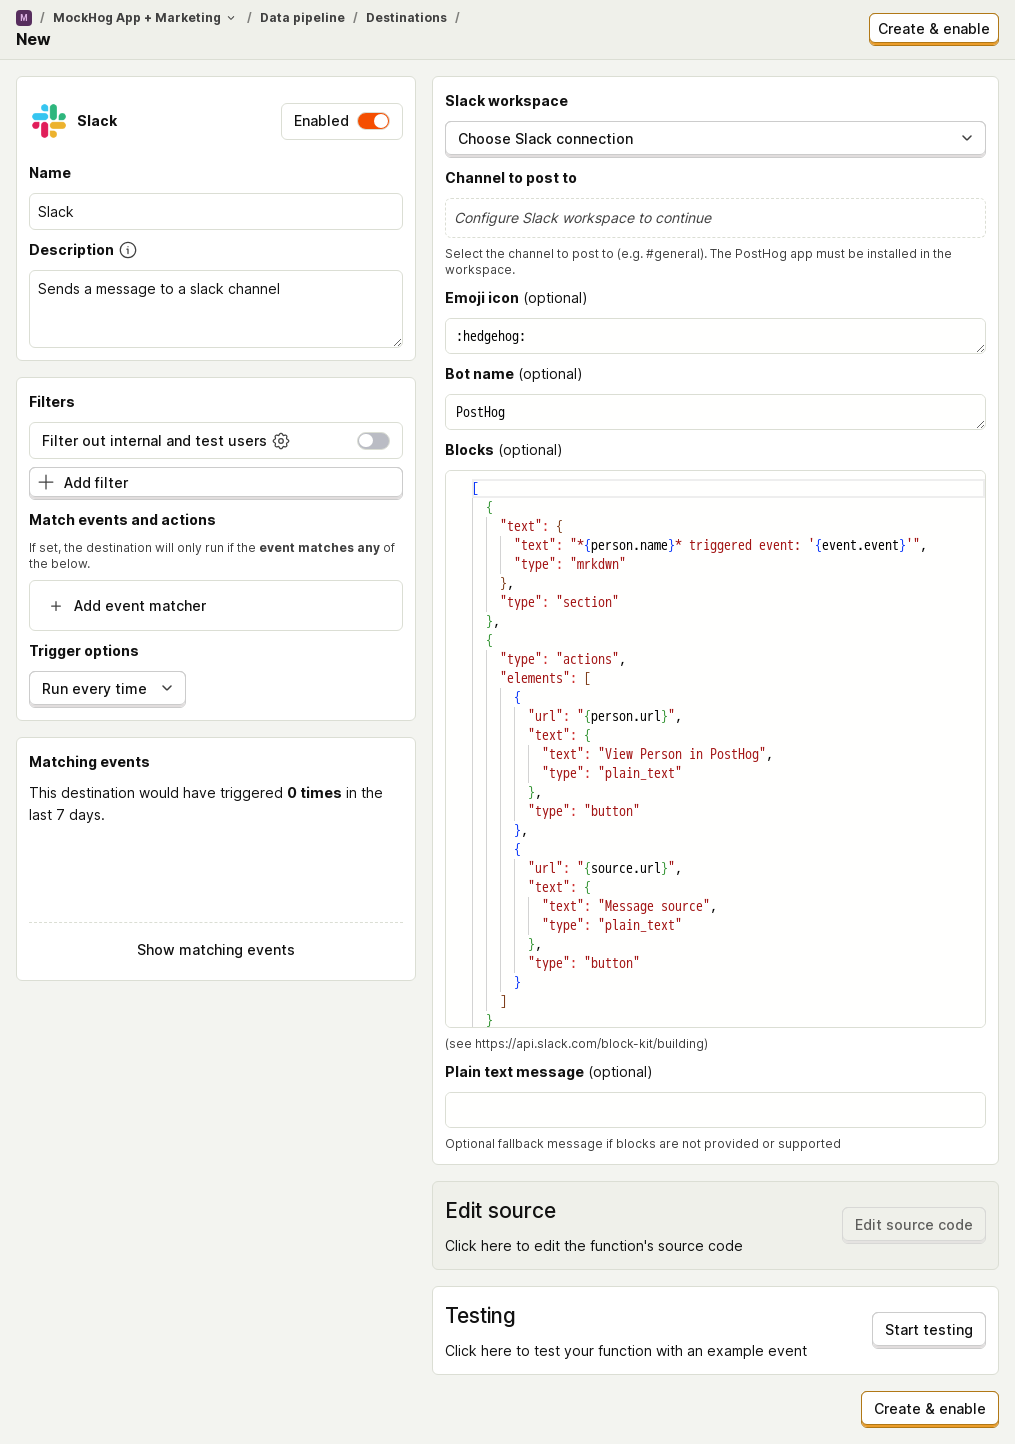 M / MockHog App + Marketing / Data pipeline / Destinations /
New
Create & enable
Slack
Enabled
Name
Slack
Description
Sends a message to a slack channel
Filters
Filter out internal and test users
Add filter
Match events and actions
If set, the destination will only run if the event matches any of
the below.
Add event matcher
Trigger options
Run every time
Matching events
This destination would have triggered 0 times in the
last 7 days.
Show matching events
Slack workspace
Choose Slack connection
Channel to post to
Configure Slack workspace to continue
Select the channel to post to (e.g. #general). The PostHog app must be installed in the
workspace.
Emoji icon (optional)
:hedgehog:
Bot name (optional)
PostHog
Blocks (optional)
[
{
"text": {
"text": "*{person.name}* triggered event: '{event.event}'",
"type": "mrkdwn"
},
"type": "section"
},
{
"type": "actions",
"elements": [
{
"url": "{person.url}",
"text": {
"text": "View Person in PostHog",
"type": "plain_text"
},
"type": "button"
},
{
"url": "{source.url}",
"text": {
"text": "Message source",
"type": "plain_text"
},
"type": "button"
}
]
}
(see https://api.slack.com/block-kit/building)
Plain text message (optional)
Optional fallback message if blocks are not provided or supported
Edit source
Click here to edit the function's source code
Edit source code
Testing
Click here to test your function with an example event
Start testing
Create & enable